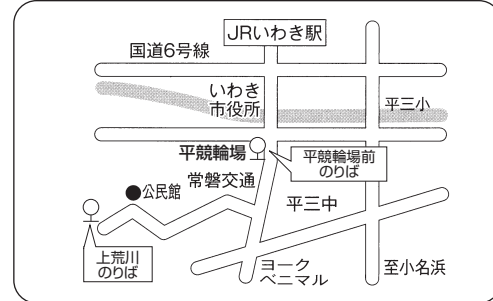 JRいわき駅
国道6号線
いわき
市役所
平三小
平競輪場
平競輪場前
のりば
常磐交通
公民館
平三中
上荒川
のりば
ヨーク
ベニマル
至小名浜